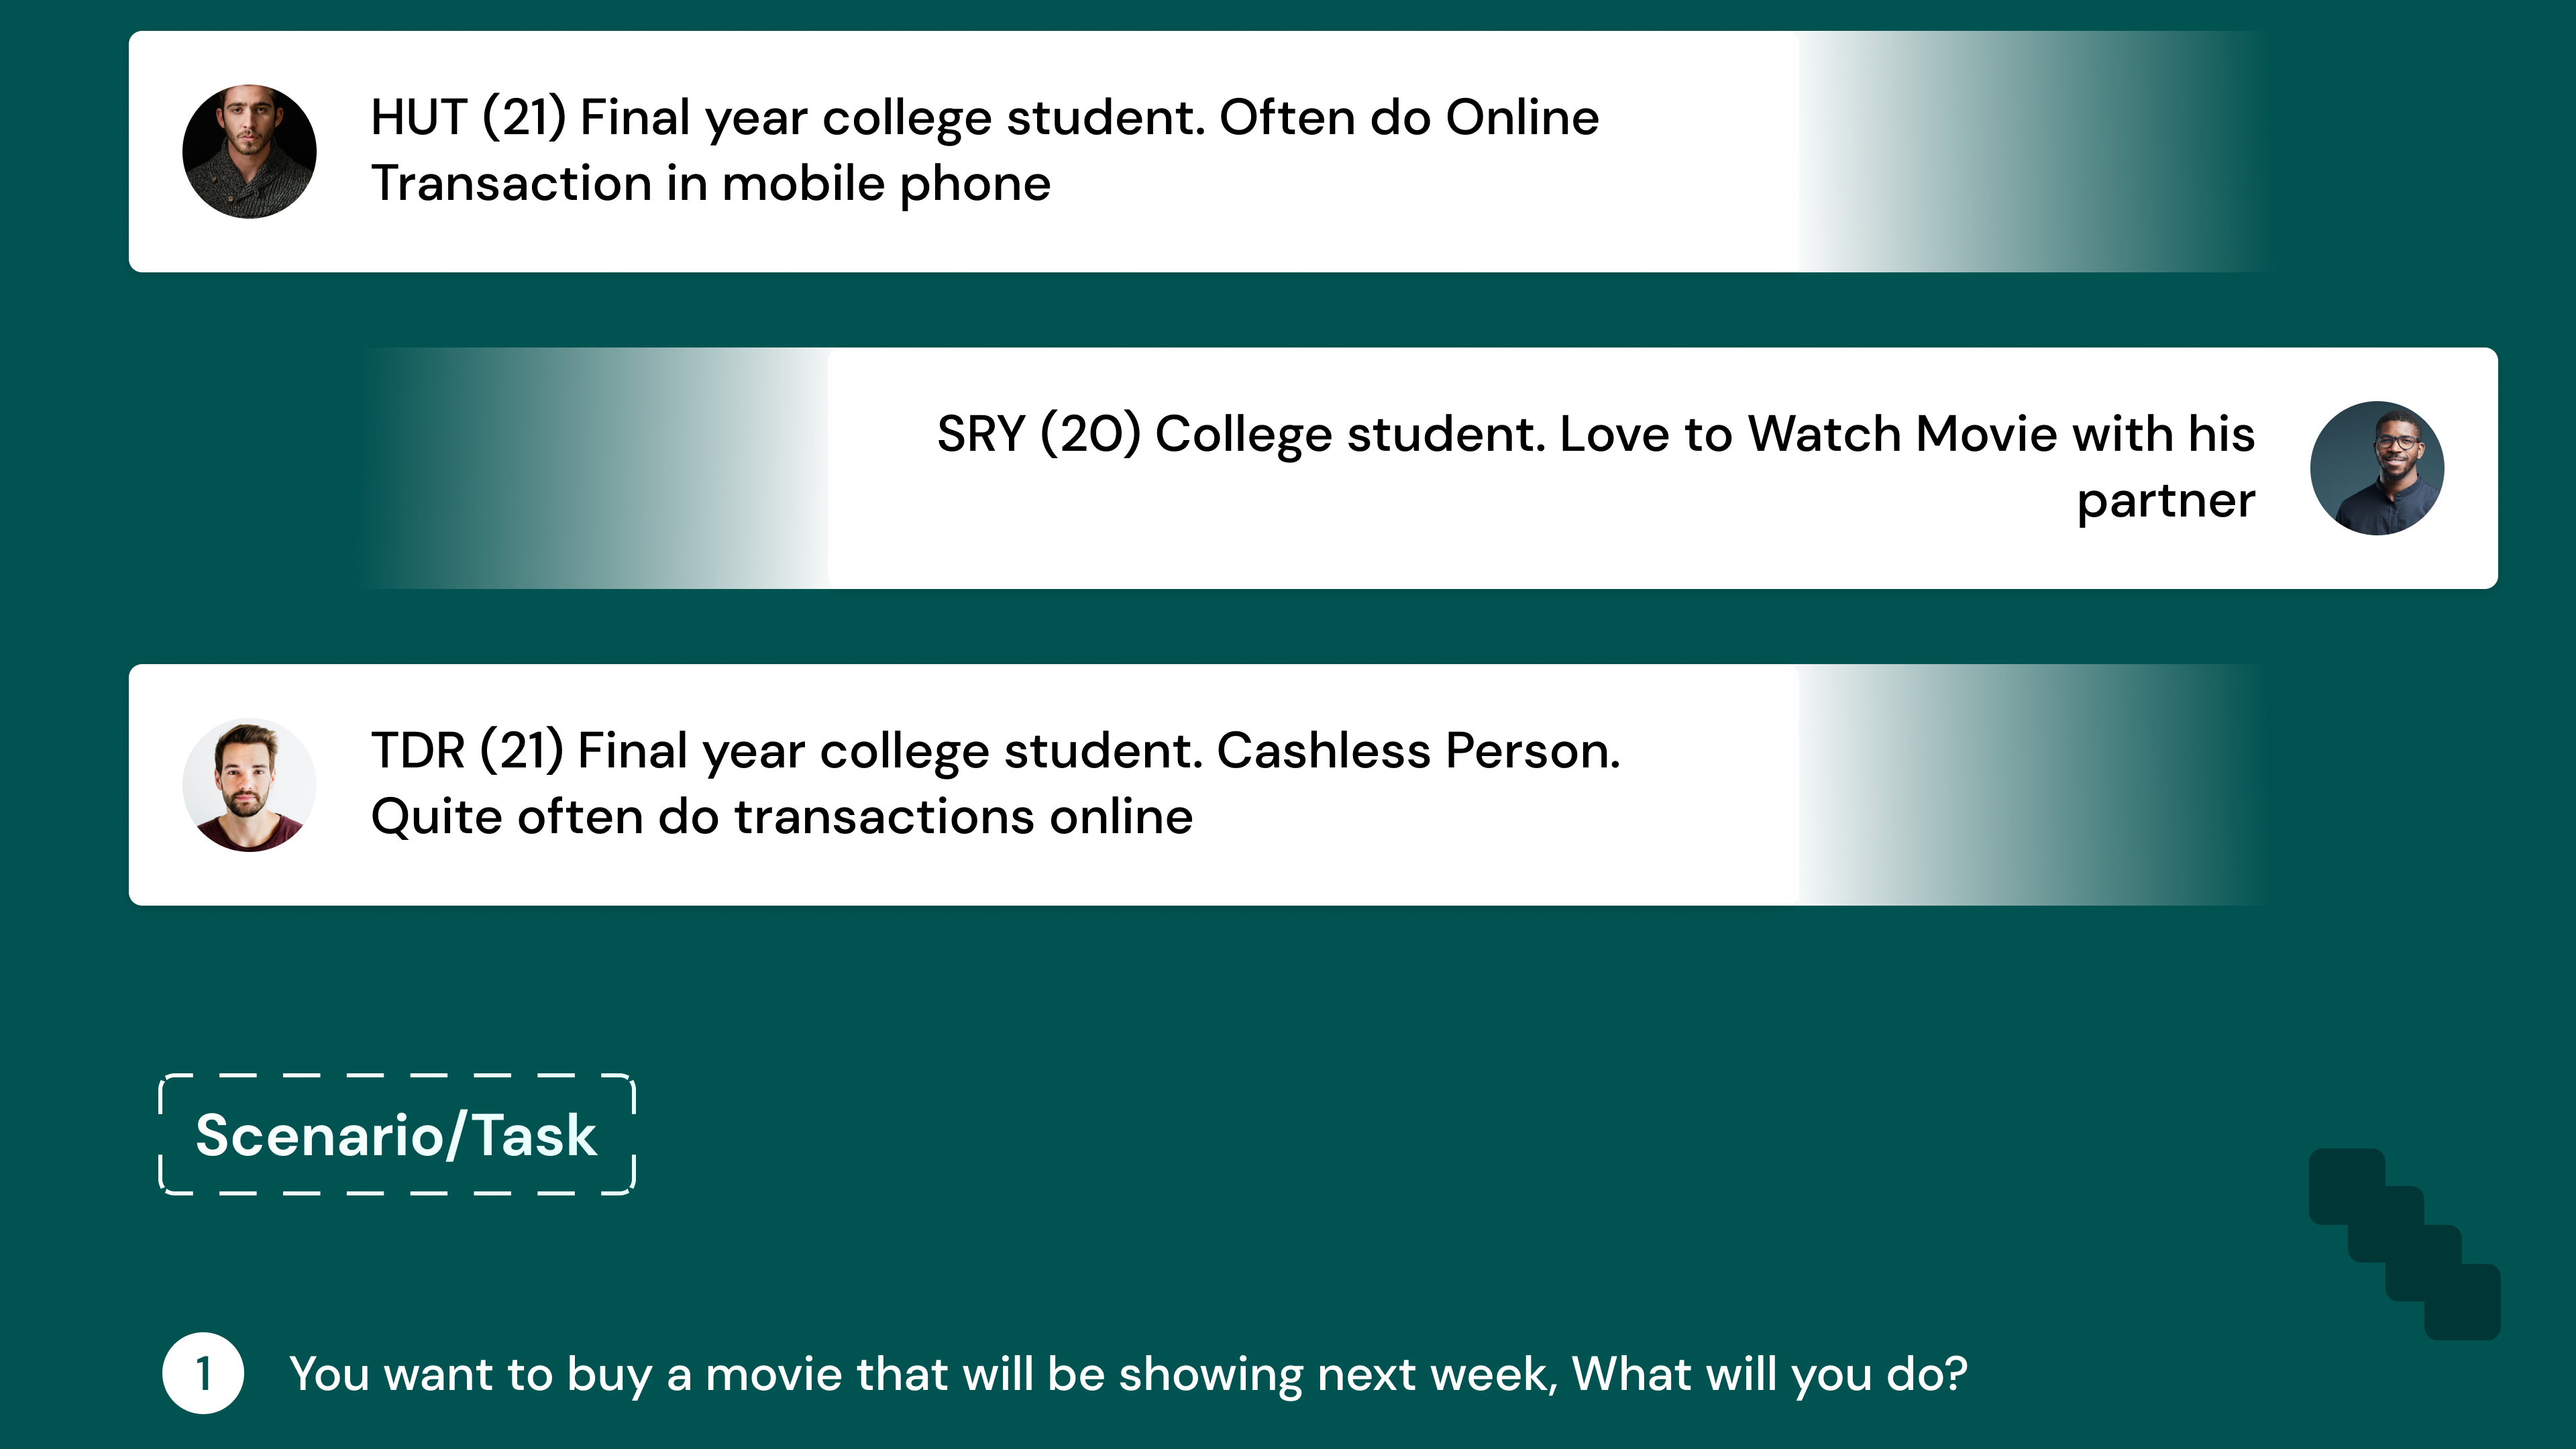 HUT (21) Final year college student. Often do Online
Transaction in mobile phone
SRY (20) College student. Love to Watch Movie with his
partner
TDR (21) Final year college student. Cashless Person.
Quite often do transactions online
Scenario/Task
1 You want to buy a movie that will be showing next week, What will you do?